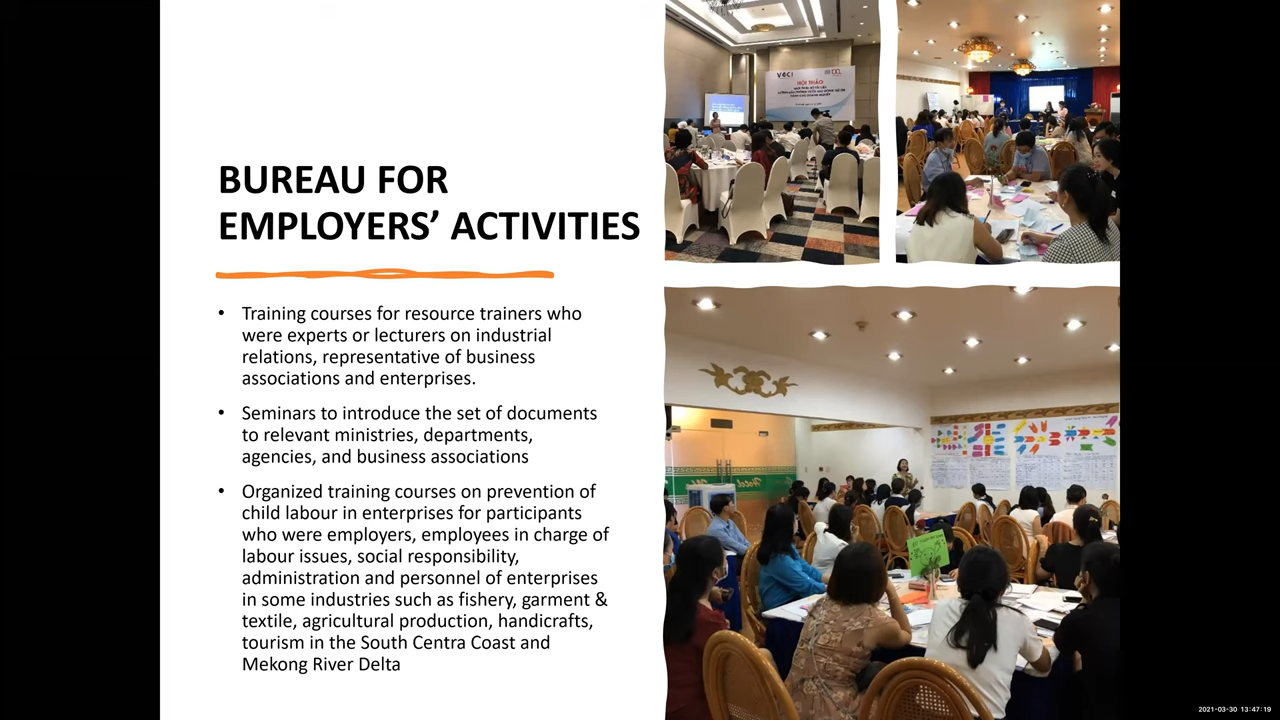 BUREAU FOR
EMPLOYERS’ ACTIVITIES
• Training courses for resource trainers who
were experts or lecturers on industrial
relations, representative of business
associations and enterprises.
• Seminars to introduce the set of documents
to relevant ministries, departments,
agencies, and business associations
• Organized training courses on prevention of
child labour in enterprises for participants
who were employers, employees in charge of
labour issues, social responsibility,
administration and personnel of enterprises
in some industries such as fishery, garment &
textile, agricultural production, handicrafts,
tourism in the South Centra Coast and
Mekong River Delta
VCCI
HỘI THẢO
2021-03-30 13:47:19